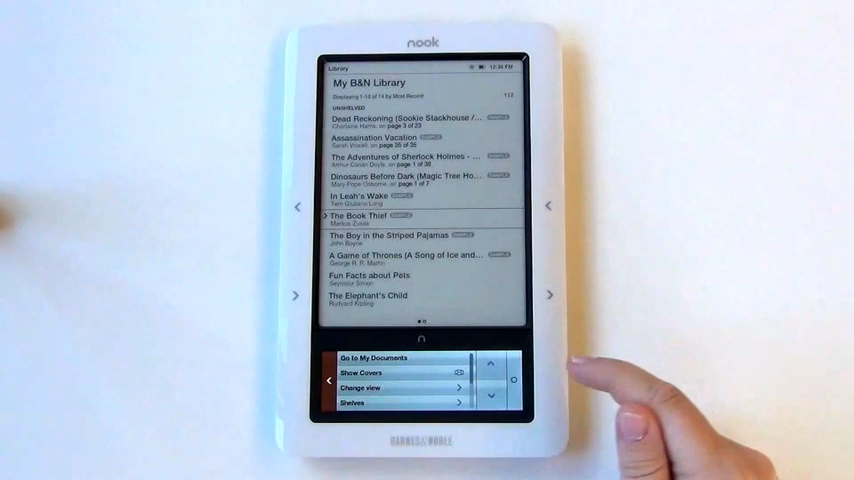 nook
Library 12:36 PM
My B&N Library
Displaying 1-10 of 14 by Most Recent 1 | 2
UNSHELVED
Dead Reckoning (Sookie Stackhouse /... SAMPLE
Charlaine Harris, on page 3 of 23
Assassination Vacation SAMPLE
Sarah Vowell, on page 35 of 35
The Adventures of Sherlock Holmes - ... SAMPLE
Arthur Conan Doyle, on page 1 of 38
Dinosaurs Before Dark (Magic Tree Ho... SAMPLE
Mary Pope Osborne, on page 1 of 7
In Leah's Wake SAMPLE
Terri Giuliano Long
The Book Thief SAMPLE
Markus Zusak
The Boy in the Striped Pajamas SAMPLE
John Boyne
A Game of Thrones (A Song of Ice and... SAMPLE
George R. R. Martin
Fun Facts about Pets
Seymour Simon
The Elephant's Child
Rudyard Kipling
Go to My Documents
Show Covers
Change view
Shelves
BARNES&NOBLE